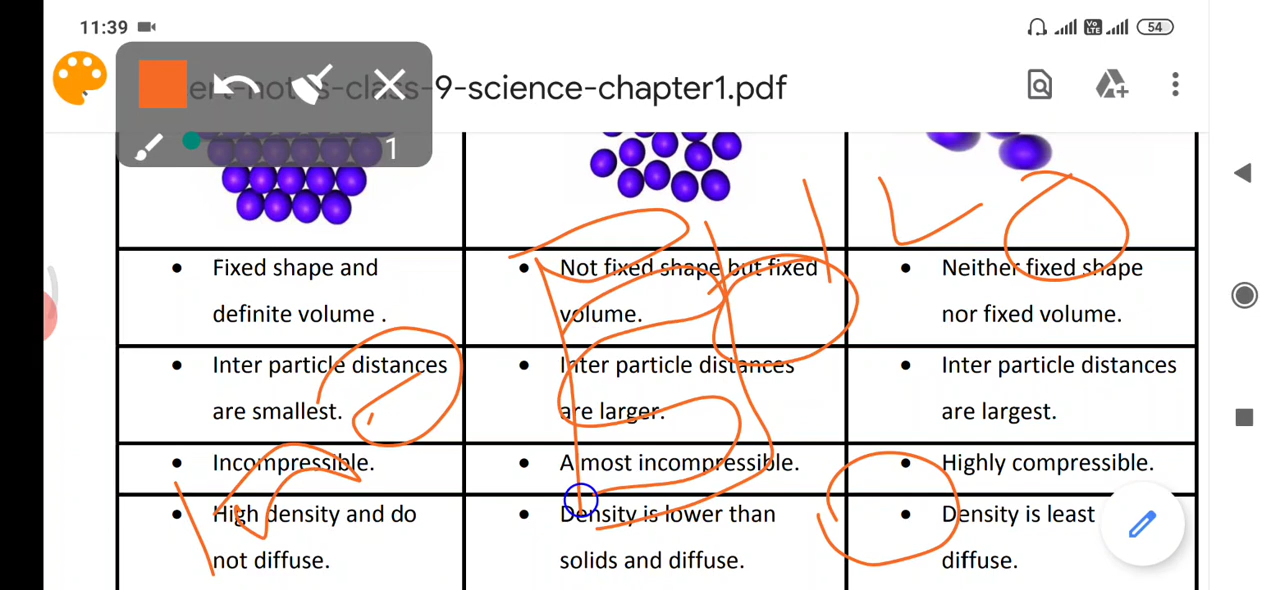 11:39
Vo LTE
54
-9-science-chapter1.pdf
1
• Fixed shape and
definite volume .
• Not fixed shape but fixed
volume.
• Neither fixed shape
nor fixed volume.
• Inter particle distances
are smallest.
• Inter particle distances
are larger.
• Inter particle distances
are largest.
• Incompressible.
• Almost incompressible.
• Highly compressible.
• High density and do
not diffuse.
• Density is lower than
solids and diffuse.
• Density is least
diffuse.